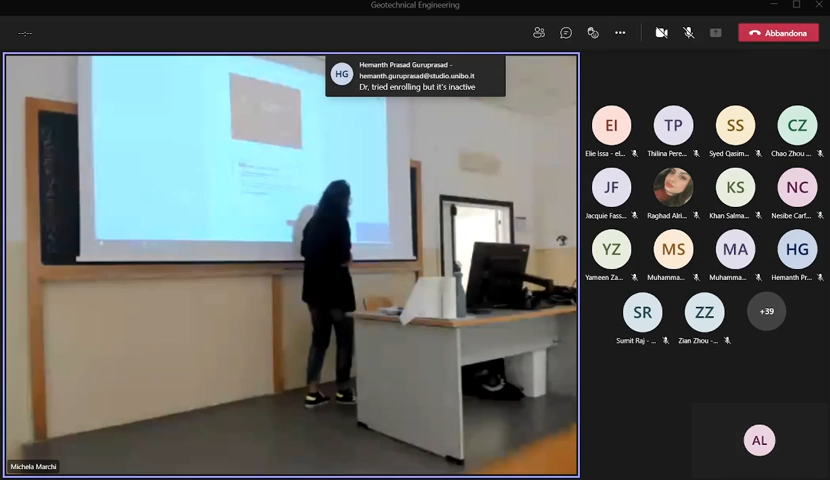 Geotechnical Engineering
--:--
Abbandona
HG
Hemanth Prasad Guruprasad -
hemanth.guruprasad@studio.unibo.it
Dr, tried enrolling but it's inactive
EI
TP
SS
CZ
Elie Issa - el...
Thilina Pere...
Syed Qasim...
Chao Zhou ...
JF
KS
NC
Jacquie Fass...
Raghad Alri...
Khan Salma...
Nesibe Carf...
YZ
MS
MA
HG
Yameen Za...
Muhamma...
Muhamma...
Hemanth Pr...
SR
ZZ
+39
Sumit Raj - ...
Zian Zhou -...
AL
Michela Marchi